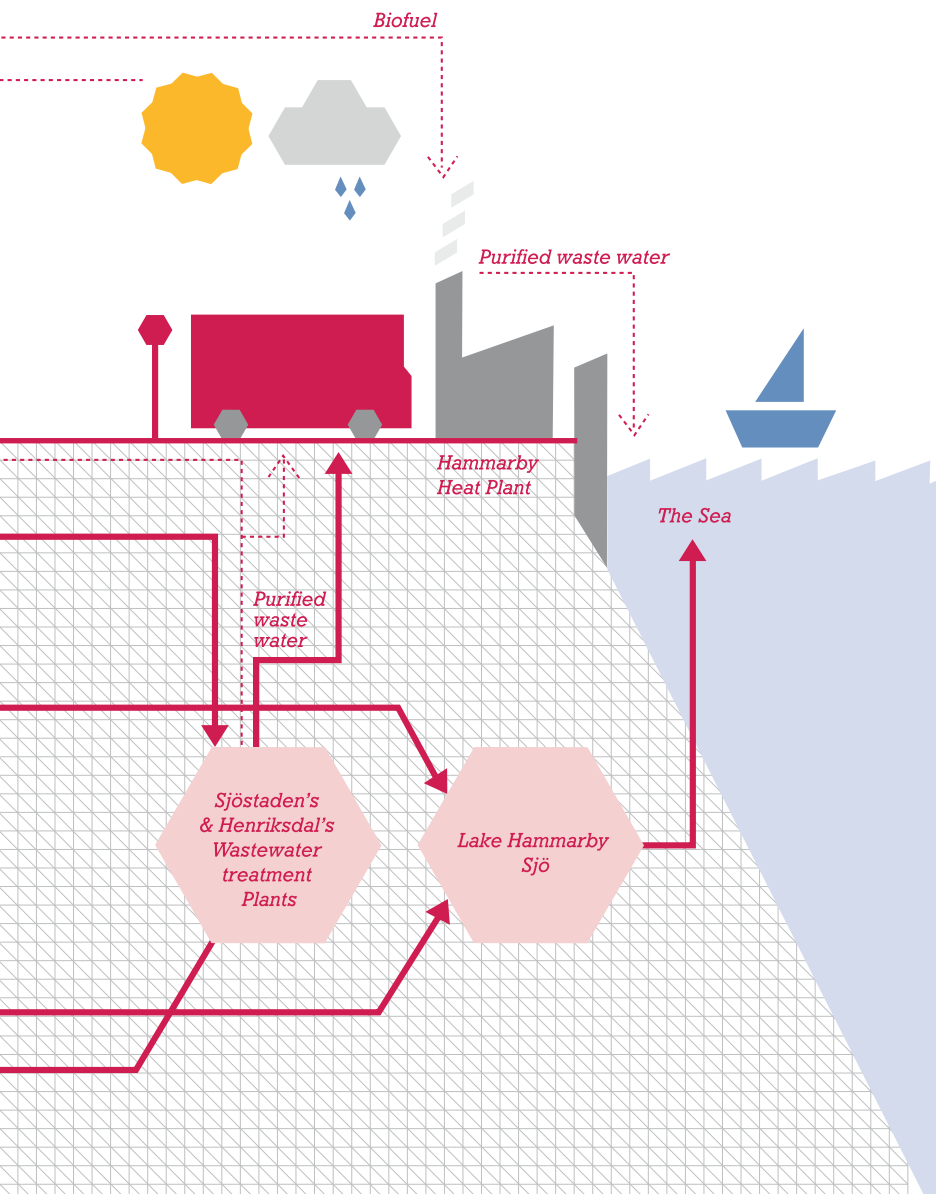 Biofuel
Purified waste water
Hammarby
Heat Plant
The Sea
Purified
waste
water
Sjöstaden’s
& Henriksdal’s
Wastewater
treatment
Plants
Lake Hammarby
Sjö